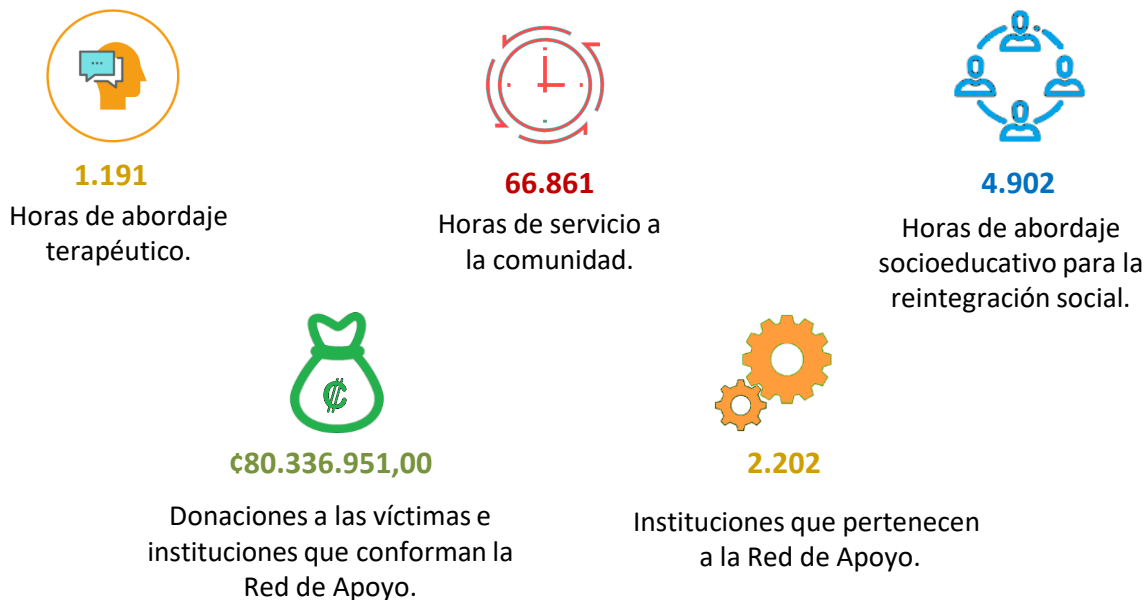 1.191
Horas de abordaje
terapéutico.
66.861
Horas de servicio a
la comunidad.
4.902
Horas de abordaje
socioeducativo para la
reintegración social.
₡
¢80.336.951,00
Donaciones a las víctimas e
instituciones que conforman la
Red de Apoyo.
2.202
Instituciones que pertenecen
a la Red de Apoyo.